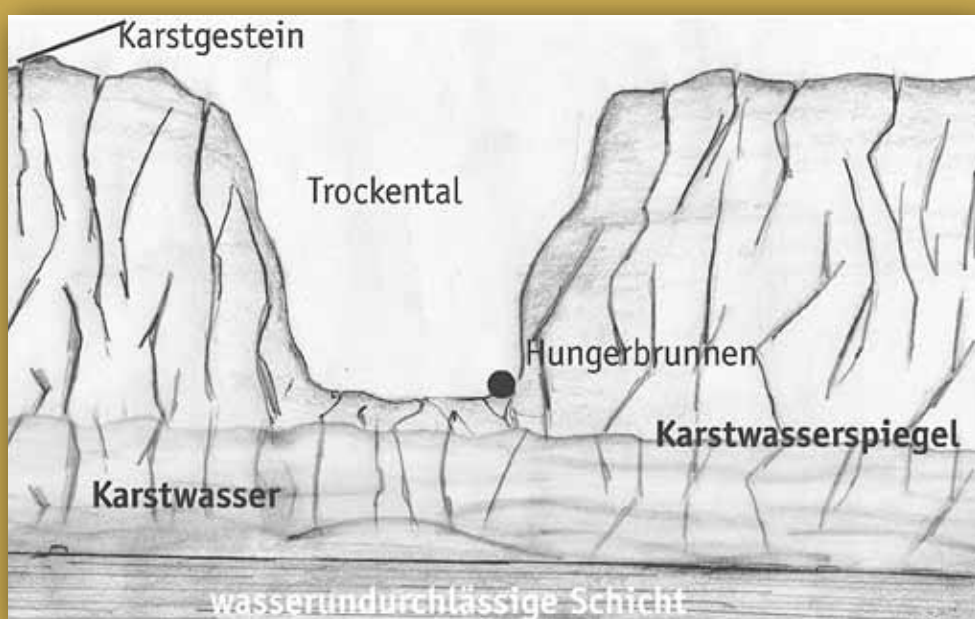 Karstgestein
Trockental
Hungerbrunnen
Karstwasserspiegel
Karstwasser
wasserundurchlässige Schicht